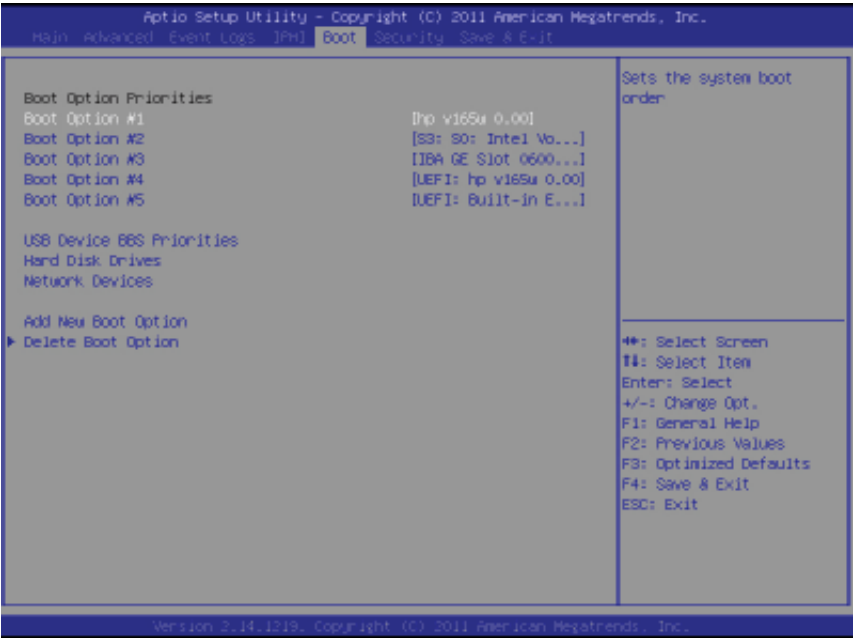 Aptio Setup Utility - Copyright (C) 2011 American Megatrends, Inc.
Main Advanced Event Logs IPMI Boot Security Save & Exit
Boot Option Priorities
Boot Option #1 [hp v165w 0.00]
Boot Option #2 [S3: S0: Intel Vo...]
Boot Option #3 [IBA GE Slot 0600...]
Boot Option #4 [UEFI: hp v165w 0.00]
Boot Option #5 [UEFI: Built-in E...]
USB Device BBS Priorities
Hard Disk Drives
Network Devices
Add New Boot Option
Delete Boot Option
Sets the system boot
order
: Select Screen
↑↓: Select Item
Enter: Select
+/-: Change Opt.
F1: General Help
F2: Previous Values
F3: Optimized Defaults
F4: Save & Exit
ESC: Exit
Version 2.14.1219. Copyright (C) 2011 American Megatrends, Inc.